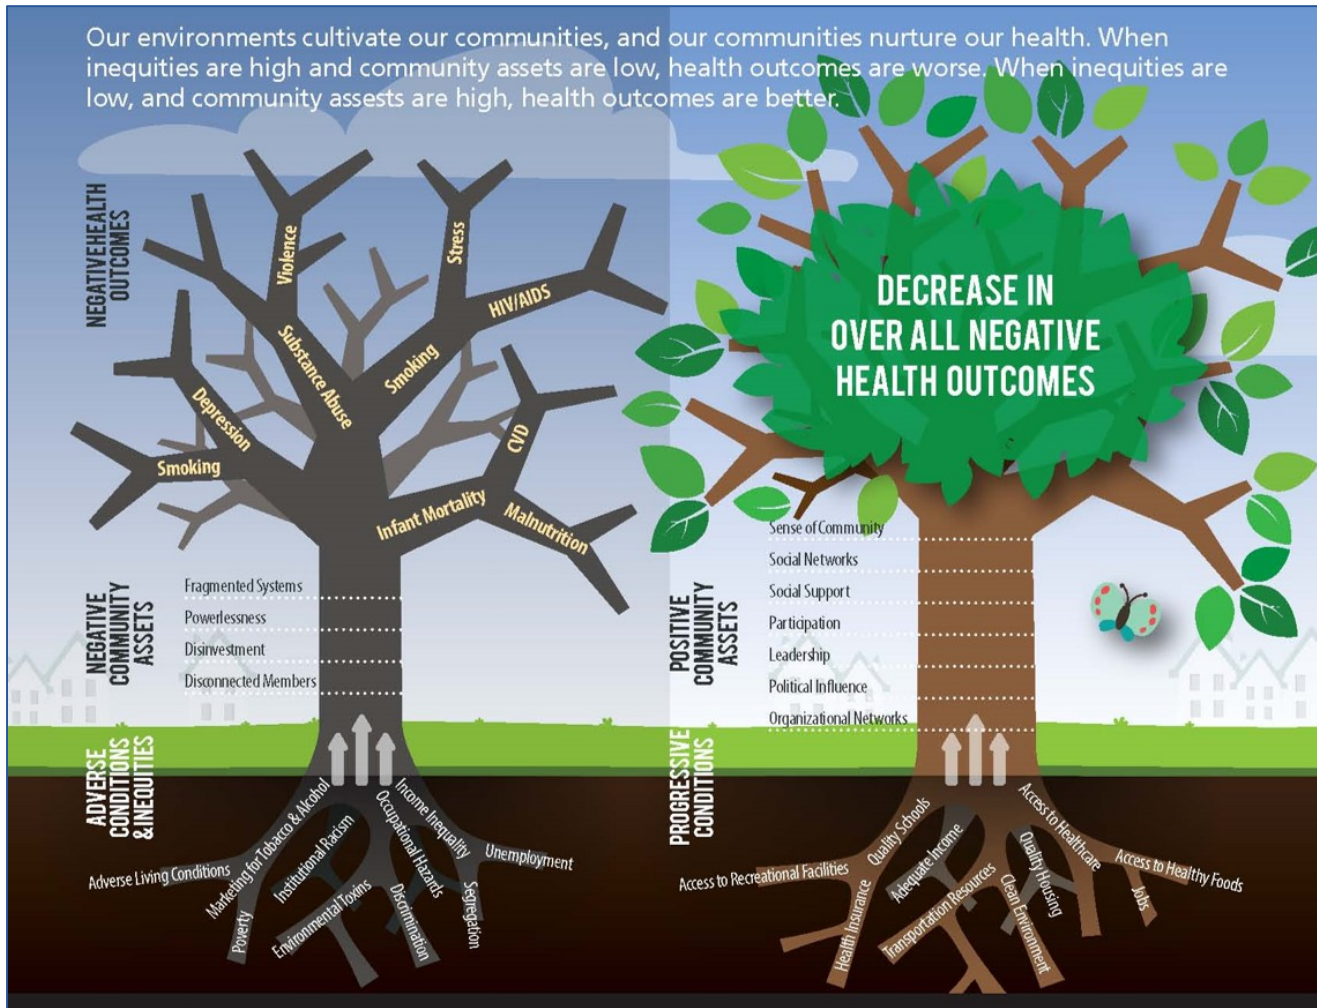 Our environments cultivate our communities, and our communities nurture our health. When
inequities are high and community assets are low, health outcomes are worse. When inequities are
low, and community assests are high, health outcomes are better.
NEGATIVEHEALTH
OUTCOMES
Violence
Stress
HIV/AIDS
Substance Abuse
Smoking
Depression
Smoking
CVD
Infant Mortality
Malnutrition
NEGATIVE
COMMUNITY
ASSETS
Fragmented Systems
Powerlessness
Disinvestment
Disconnected Members
ADVERSE
CONDITIONS
& INEQUITIES
Adverse Living Conditions
Marketing for Tobacco & Alcohol
Poverty
Institutional Racism
Environmental Toxins
Occupational Hazards
Discrimination
Income Inequality
Segregation
Unemployment
DECREASE IN
OVER ALL NEGATIVE
HEALTH OUTCOMES
POSITIVE
COMMUNITY
ASSETS
Sense of Community
Social Networks
Social Support
Participation
Leadership
Political Influence
Organizational Networks
PROGRESSIVE
CONDITIONS
Access to Recreational Facilities
Quality Schools
Health Insurance
Adequate Income
Transportation Resources
Clean Environment
Quality Housing
Access to Healthcare
Jobs
Access to Healthy Foods